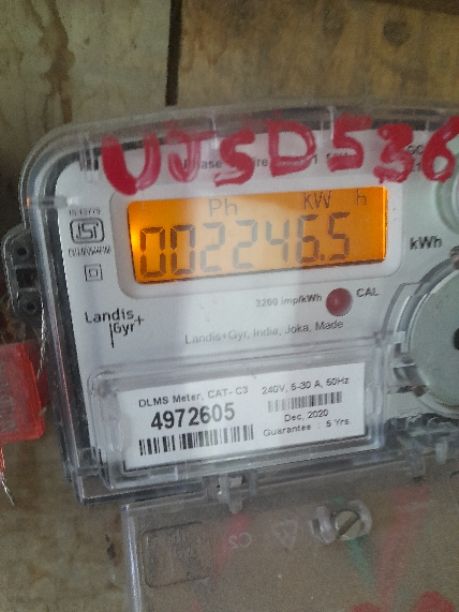 UJSD536
Ph KW h
002246.5
kWh
3200 imp/kWh CAL
Landis
Gyr+
Landis+Gyr, India, Joka, Made
DLMS Meter, CAT- C3 240V, 5-30 A, 50Hz
4972605
Dec, 2020
Guarantee : 5 Yrs